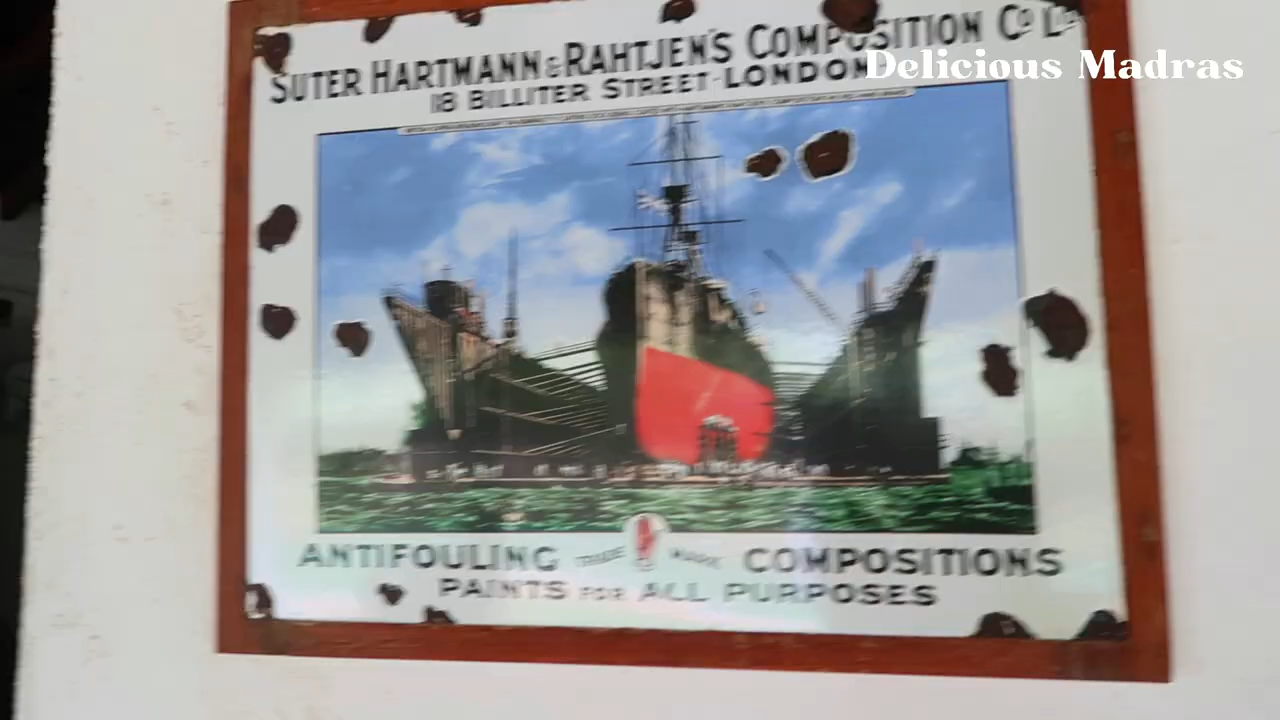 SUTER HARTMANN & RAHTJEN'S COMPOSITION Co LD
18 BILLITER STREET - LONDON
Delicious Madras
ANTIFOULING TRADE MARK COMPOSITIONS
PAINTS FOR ALL PURPOSES